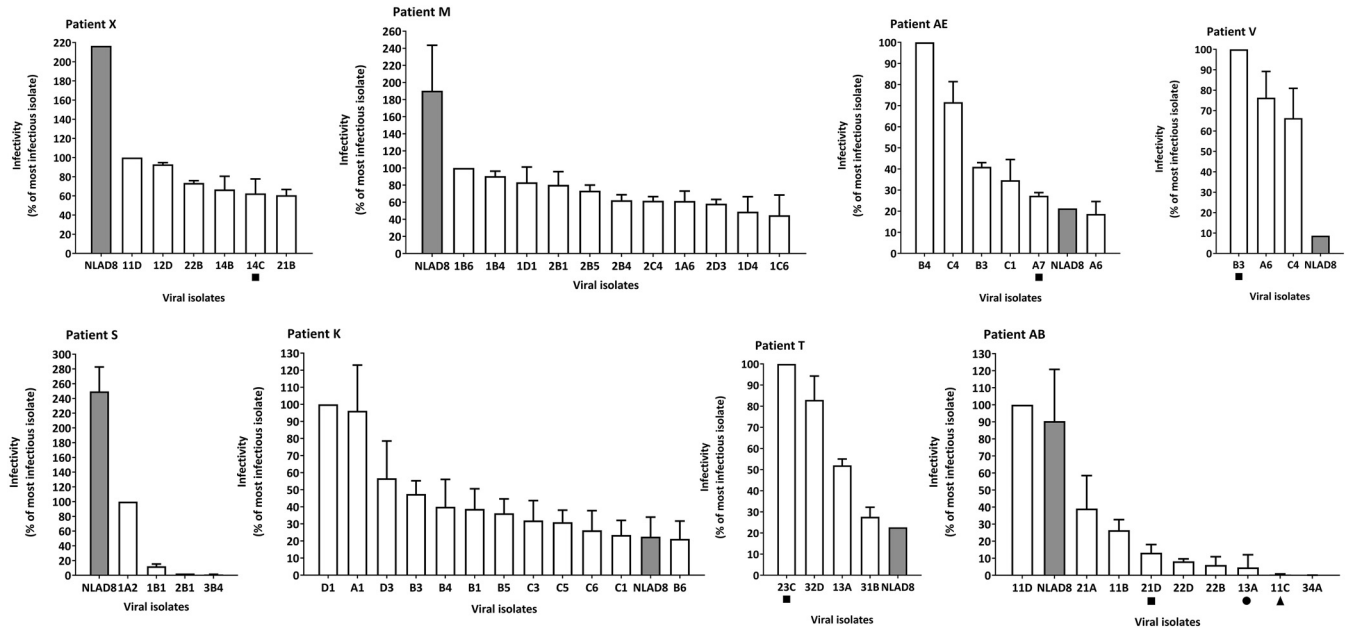 Patient X
Infectivity
(% of most infectious isolate)
220
200
180
160
140
120
100
80
60
40
20
0
NLAD8 11D 12D 22B 14B 14C 21B
Viral isolates
Patient M
Infectivity
(% of most infectious isolate)
260
240
220
200
180
160
140
120
100
80
60
40
20
0
NLAD8 1B6 1B4 1D1 2B1 2B5 2B4 2C4 1A6 2D3 1D4 1C6
Viral isolates
Patient AE
Infectivity
(% of most infectious isolate)
100
90
80
70
60
50
40
30
20
10
0
B4 C4 B3 C1 A7 NLAD8 A6
Viral isolates
Patient V
Infectivity
(% of most infectious isolate)
100
90
80
70
60
50
40
30
20
10
0
B3 A6 C4 NLAD8
Viral isolates
Patient S
Infectivity
(% of most infectious isolate)
300
280
260
240
220
200
180
160
140
120
100
80
60
40
20
0
NLAD8 1A2 1B1 2B1 3B4
Viral isolates
Patient K
Infectivity
(% of most infectious isolate)
130
120
110
100
90
80
70
60
50
40
30
20
10
0
D1 A1 D3 B3 B4 B1 B5 C3 C5 C6 C1 NLAD8 B6
Viral isolates
Patient T
Infectivity
(% of most infectious isolate)
100
90
80
70
60
50
40
30
20
10
0
23C 32D 13A 31B NLAD8
Viral isolates
Patient AB
Infectivity
(% of most infectious isolate)
130
120
110
100
90
80
70
60
50
40
30
20
10
0
11D NLAD8 21A 11B 21D 22D 22B 13A 11C 34A
Viral isolates